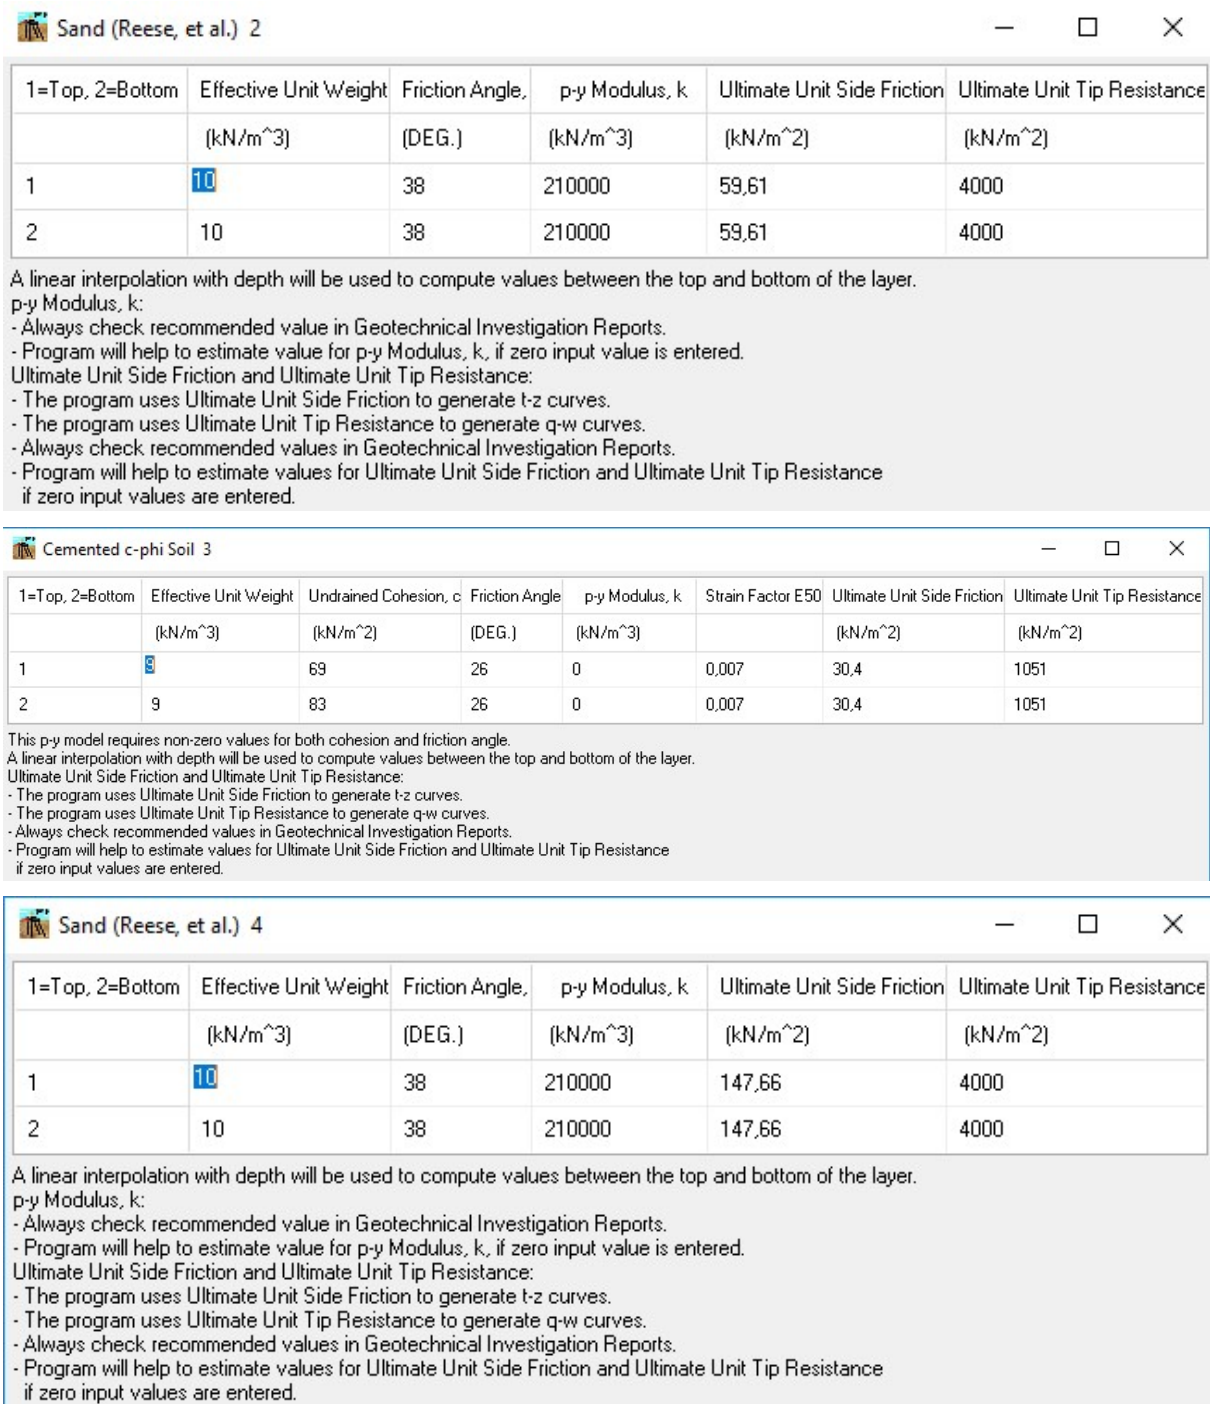 Sand (Reese, et al.) 2
1=Top, 2=Bottom Effective Unit Weight Friction Angle, p-y Modulus, k Ultimate Unit Side Friction Ultimate Unit Tip Resistance
(kN/m^3) (DEG.) (kN/m^3) (kN/m^2) (kN/m^2)
1 10 38 210000 59,61 4000
2 10 38 210000 59,61 4000
A linear interpolation with depth will be used to compute values between the top and bottom of the layer.
p-y Modulus, k:
- Always check recommended value in Geotechnical Investigation Reports.
- Program will help to estimate value for p-y Modulus, k, if zero input value is entered.
Ultimate Unit Side Friction and Ultimate Unit Tip Resistance:
- The program uses Ultimate Unit Side Friction to generate t-z curves.
- The program uses Ultimate Unit Tip Resistance to generate q-w curves.
- Always check recommended values in Geotechnical Investigation Reports.
- Program will help to estimate values for Ultimate Unit Side Friction and Ultimate Unit Tip Resistance
if zero input values are entered.
Cemented c-phi Soil 3
1=Top, 2=Bottom Effective Unit Weight Undrained Cohesion, c Friction Angle p-y Modulus, k Strain Factor E50 Ultimate Unit Side Friction Ultimate Unit Tip Resistance
(kN/m^3) (kN/m^2) (DEG.) (kN/m^3) (kN/m^2) (kN/m^2)
1 9 69 26 0 0,007 30,4 1051
2 9 83 26 0 0,007 30,4 1051
This p-y model requires non-zero values for both cohesion and friction angle.
A linear interpolation with depth will be used to compute values between the top and bottom of the layer.
Ultimate Unit Side Friction and Ultimate Unit Tip Resistance:
- The program uses Ultimate Unit Side Friction to generate t-z curves.
- The program uses Ultimate Unit Tip Resistance to generate q-w curves.
- Always check recommended values in Geotechnical Investigation Reports.
- Program will help to estimate values for Ultimate Unit Side Friction and Ultimate Unit Tip Resistance
if zero input values are entered.
Sand (Reese, et al.) 4
1=Top, 2=Bottom Effective Unit Weight Friction Angle, p-y Modulus, k Ultimate Unit Side Friction Ultimate Unit Tip Resistance
(kN/m^3) (DEG.) (kN/m^3) (kN/m^2) (kN/m^2)
1 10 38 210000 147,66 4000
2 10 38 210000 147,66 4000
A linear interpolation with depth will be used to compute values between the top and bottom of the layer.
p-y Modulus, k:
- Always check recommended value in Geotechnical Investigation Reports.
- Program will help to estimate value for p-y Modulus, k, if zero input value is entered.
Ultimate Unit Side Friction and Ultimate Unit Tip Resistance:
- The program uses Ultimate Unit Side Friction to generate t-z curves.
- The program uses Ultimate Unit Tip Resistance to generate q-w curves.
- Always check recommended values in Geotechnical Investigation Reports.
- Program will help to estimate values for Ultimate Unit Side Friction and Ultimate Unit Tip Resistance
if zero input values are entered.